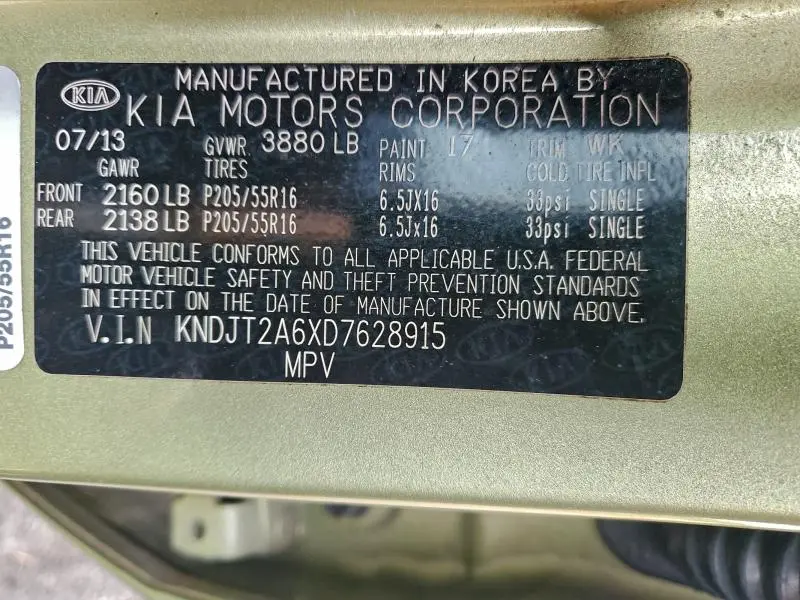 KIA
MANUFACTURED IN KOREA BY
KIA MOTORS CORPORATION
07/13 GVWR 3880 LB PAINT 17 TRIM WK
GAWR TIRES RIMS COLD TIRE INPL
FRONT 2160 LB P205/55R16 6.5JX16 33psi SINGLE
REAR 2138 LB P205/55R16 6.5Jx16 33psi SINGLE
THIS VEHICLE CONFORMS TO ALL APPLICABLE U.S.A. FEDERAL
MOTOR VEHICLE SAFETY AND THEFT PREVENTION STANDARDS
IN EFFECT ON THE DATE OF MANUFACTURE SHOWN ABOVE.
V.I.N KNDJT2A6XD7628915
MPV
P205/55R16